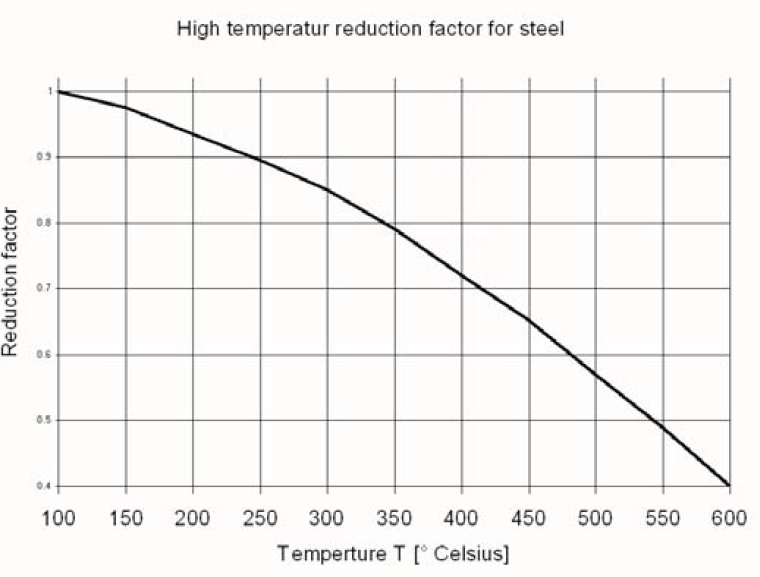 High temperatur reduction factor for steel
1
0.9
0.8
0.7
0.6
0.5
0.4
Reduction factor
100 150 200 250 300 350 400 450 500 550 600
Temperture T [° Celsius]